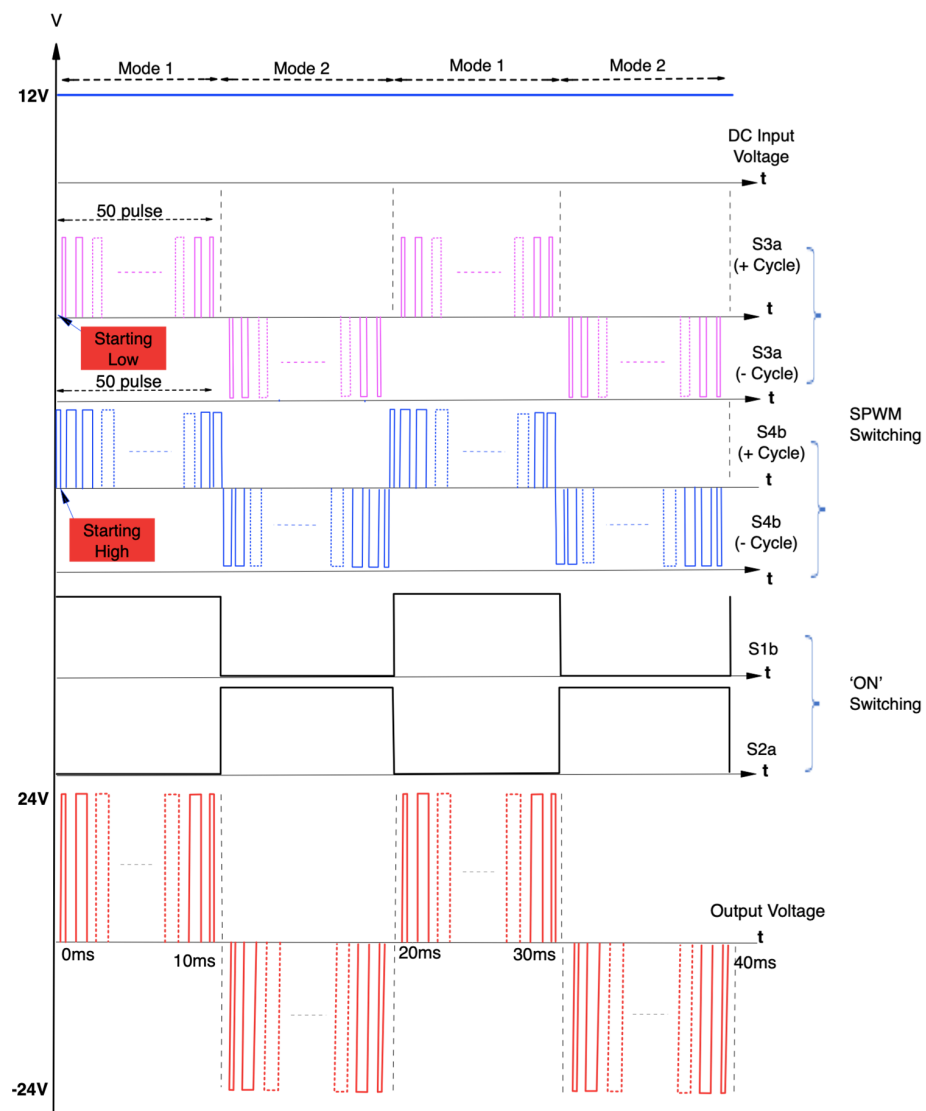 V
Mode 1
Mode 2
Mode 1
Mode 2
12V
DC Input
Voltage
t
50 pulse
S3a
(+ Cycle)
t
Starting
Low
S3a
(- Cycle)
50 pulse
t
SPWM
Switching
S4b
(+ Cycle)
t
Starting
High
S4b
(- Cycle)
t
S1b
t
'ON'
Switching
S2a
t
24V
Output Voltage
t
0ms
10ms
20ms
30ms
40ms
-24V